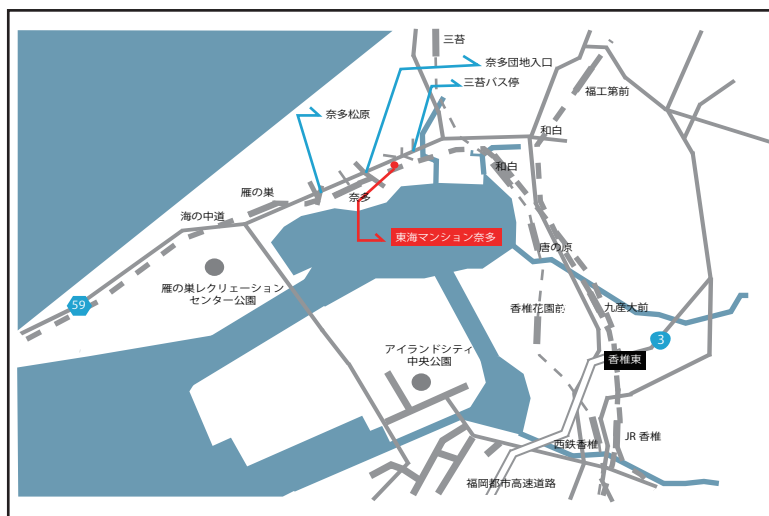 三苫
奈多団地入口
三苫バス停
福工第前
奈多松原
和白
和白
雁の巣
奈多
海の中道
東海マンション奈多
唐の原
雁の巣レクリェーション
センター公園
59
香椎花園前
九産大前
3
アイランドシティ
中央公園
香椎東
西鉄香椎
JR 香椎
福岡都市高速道路